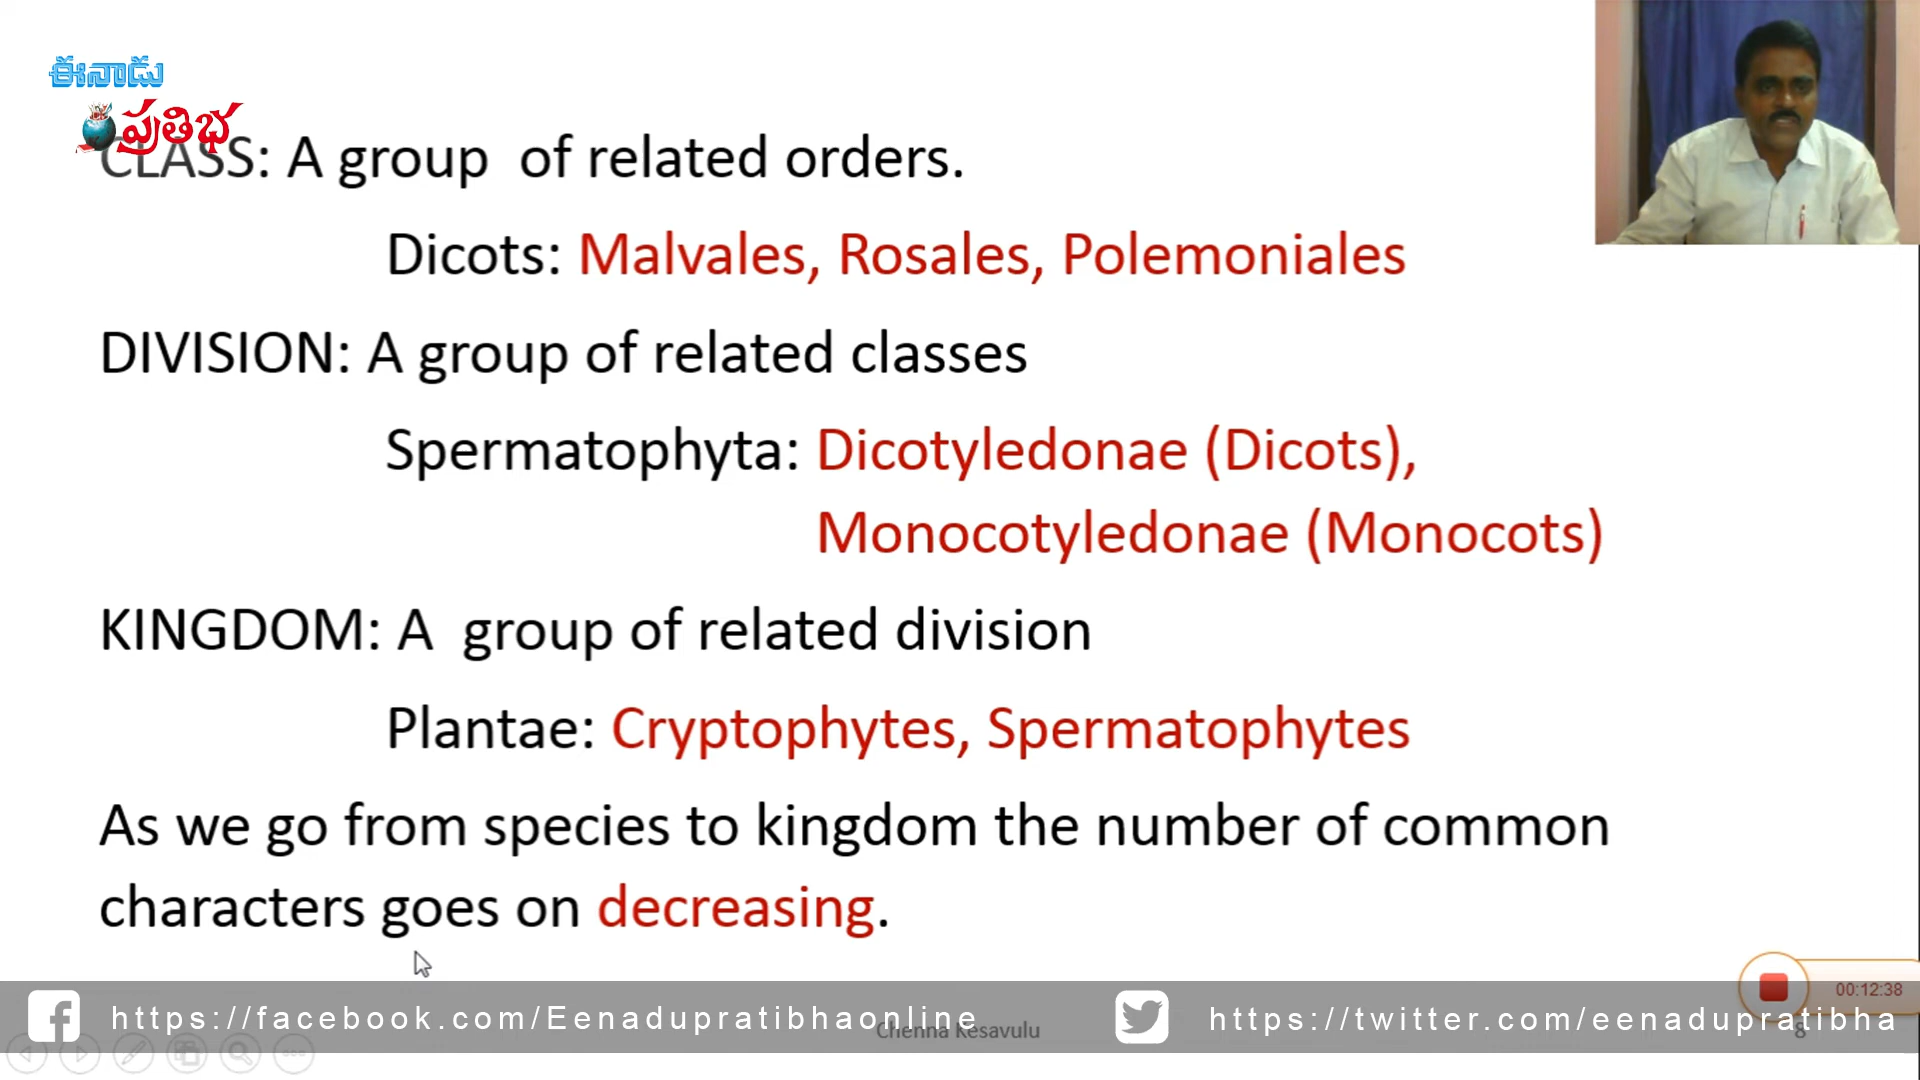 ఈనాడు
ప్రతిభ
CLASS: A group of related orders.
Dicots: Malvales, Rosales, Polemoniales
DIVISION: A group of related classes
Spermatophyta: Dicotyledonae (Dicots),
Monocotyledonae (Monocots)
KINGDOM: A group of related division
Plantae: Cryptophytes, Spermatophytes
As we go from species to kingdom the number of common
characters goes on decreasing.
00:12:38
https://facebook.com/Eenadupratibhaonline
https://twitter.com/eenadupratibha
Chenna Kesavulu
8